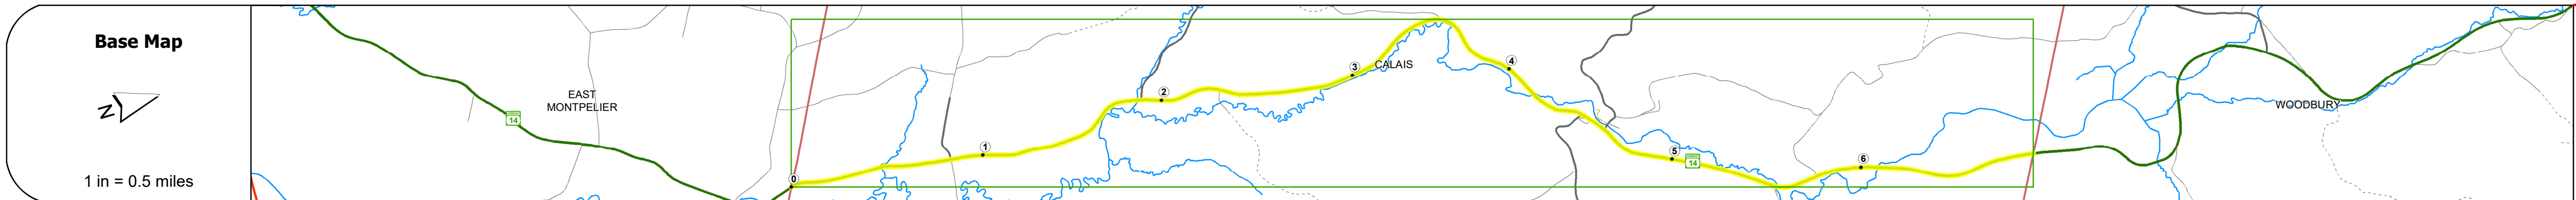 Base Map
N
1 in = 0.5 miles
EAST
MONTPELIER
14
0
1
2
3
CALAIS
4
5
14
6
WOODBURY